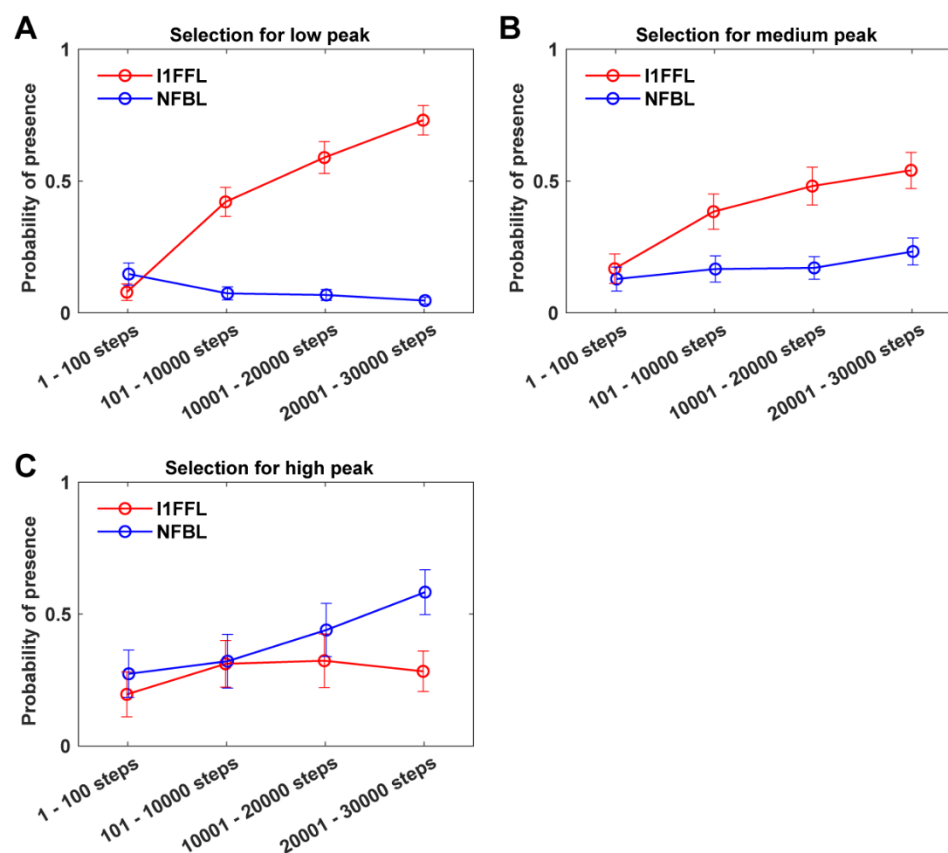 A
Selection for low peak
1
I1FFL
NFBL
0.5
0
Probability of presence
1 - 100 steps
101 - 10000 steps
10001 - 20000 steps
20001 - 30000 steps
B
Selection for medium peak
1
I1FFL
NFBL
0.5
0
Probability of presence
1 - 100 steps
101 - 10000 steps
10001 - 20000 steps
20001 - 30000 steps
C
Selection for high peak
1
I1FFL
NFBL
0.5
0
Probability of presence
1 - 100 steps
101 - 10000 steps
10001 - 20000 steps
20001 - 30000 steps